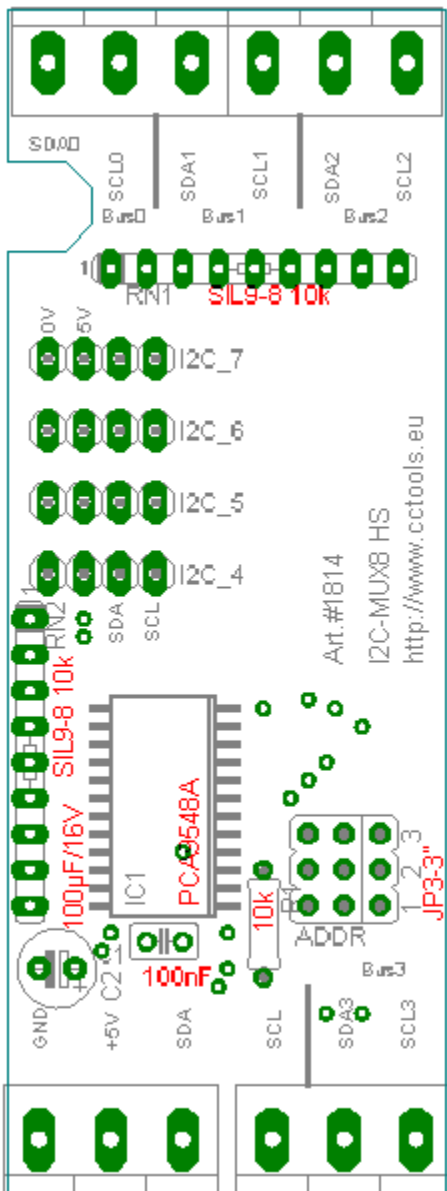 SDA0
SCL0
SDA1
SCL1
SDA2
SCL2
Bus0
Bus1
Bus2
1
RN1
SIL9-8 10k
0V
5V
I2C_7
I2C_6
I2C_5
I2C_4
1
RN2
SDA
SCL
SIL9-8 10k
Art.#1814
I2C-MUX8 HS
http://www.cctools.eu
100µF/16V
IC1
PCA9548A
10k
R1
3
2
1
JP3-3"
ADDR
+
C2
C1
100nF
Bus3
GND
+5V
SDA
SCL
SDA3
SCL3